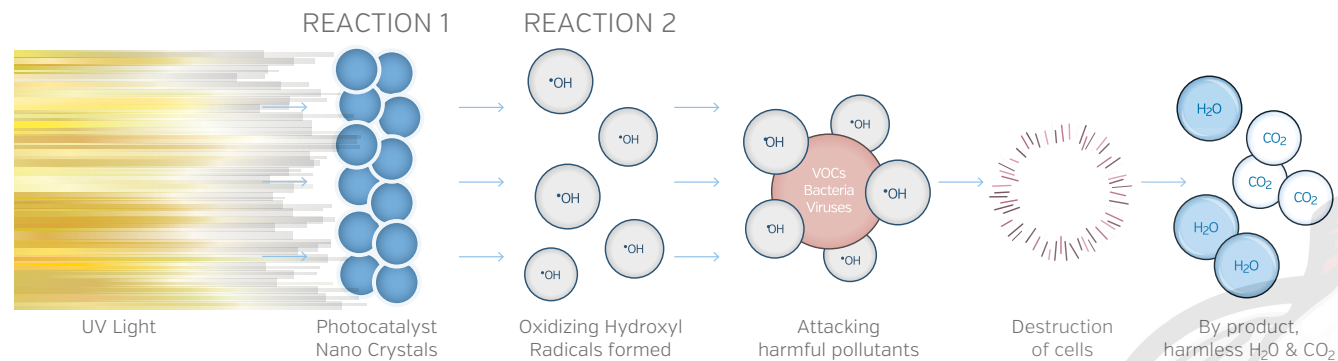 REACTION 1
REACTION 2
•OH
•OH
•OH
•OH
•OH
•OH
•OH
•OH
•OH
•OH
VOCs
Bacteria
Viruses
H₂O
CO₂
CO₂
CO₂
H₂O
H₂O
UV Light
Photocatalyst
Nano Crystals
Oxidizing Hydroxyl
Radicals formed
Attacking
harmful pollutants
Destruction
of cells
By product,
harmless H₂O & CO₂